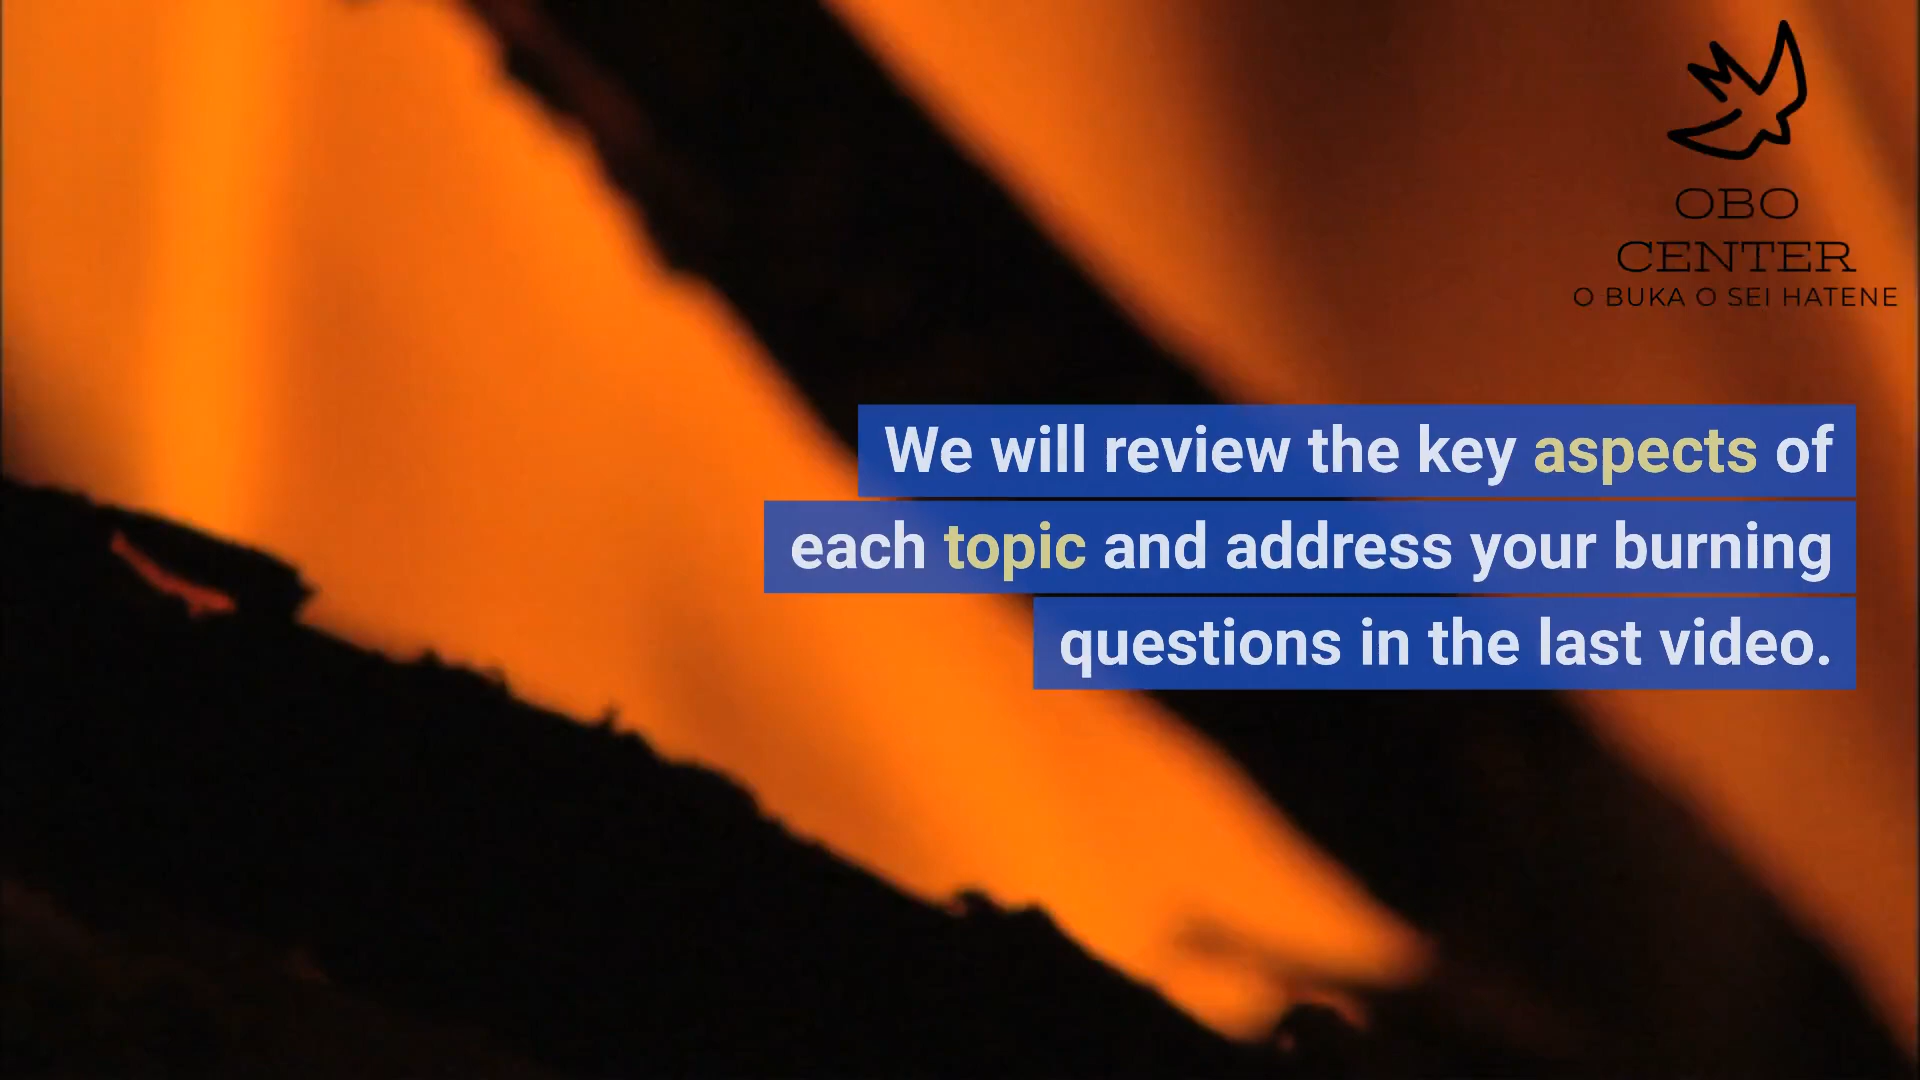 OBO
CENTER
O BUKA O SEI HATENE
We will review the key aspects of
each topic and address your burning
questions in the last video.